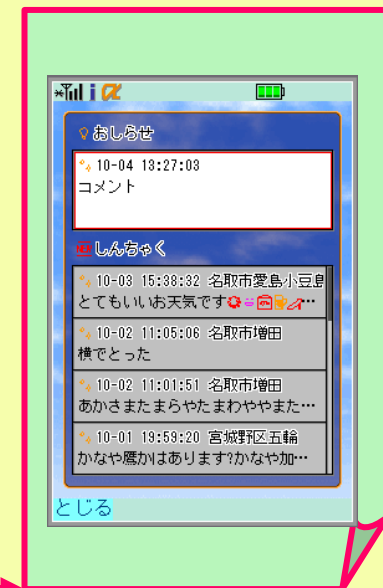 i α
おしらせ
10-04 13:27:03
コメント
しんちゃく
10-03 15:38:32 名取市愛島小豆島
とてもいいお天気です…
10-02 11:05:06 名取市増田
横でとった
10-02 11:01:51 名取市増田
あかさまたまらやたまわややまた…
10-01 19:59:20 宮城野区五輪
かなや鷹かはあります?かなや加…
とじる